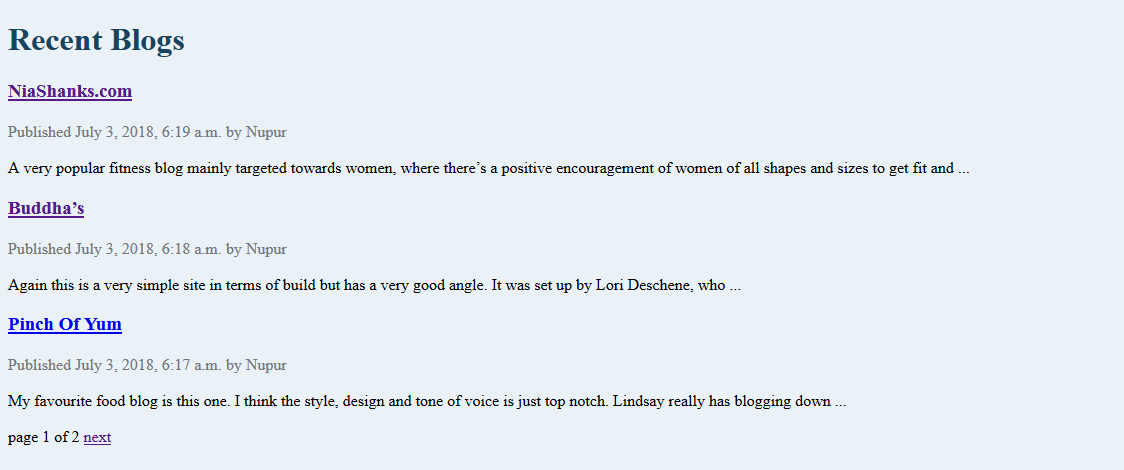 Recent Blogs
NiaShanks.com
Published July 3, 2018, 6:19 a.m. by Nupur
A very popular fitness blog mainly targeted towards women, where there’s a positive encouragement of women of all shapes and sizes to get fit and ...
Buddha’s
Published July 3, 2018, 6:18 a.m. by Nupur
Again this is a very simple site in terms of build but has a very good angle. It was set up by Lori Deschene, who ...
Pinch Of Yum
Published July 3, 2018, 6:17 a.m. by Nupur
My favourite food blog is this one. I think the style, design and tone of voice is just top notch. Lindsay really has blogging down ...
page 1 of 2 next